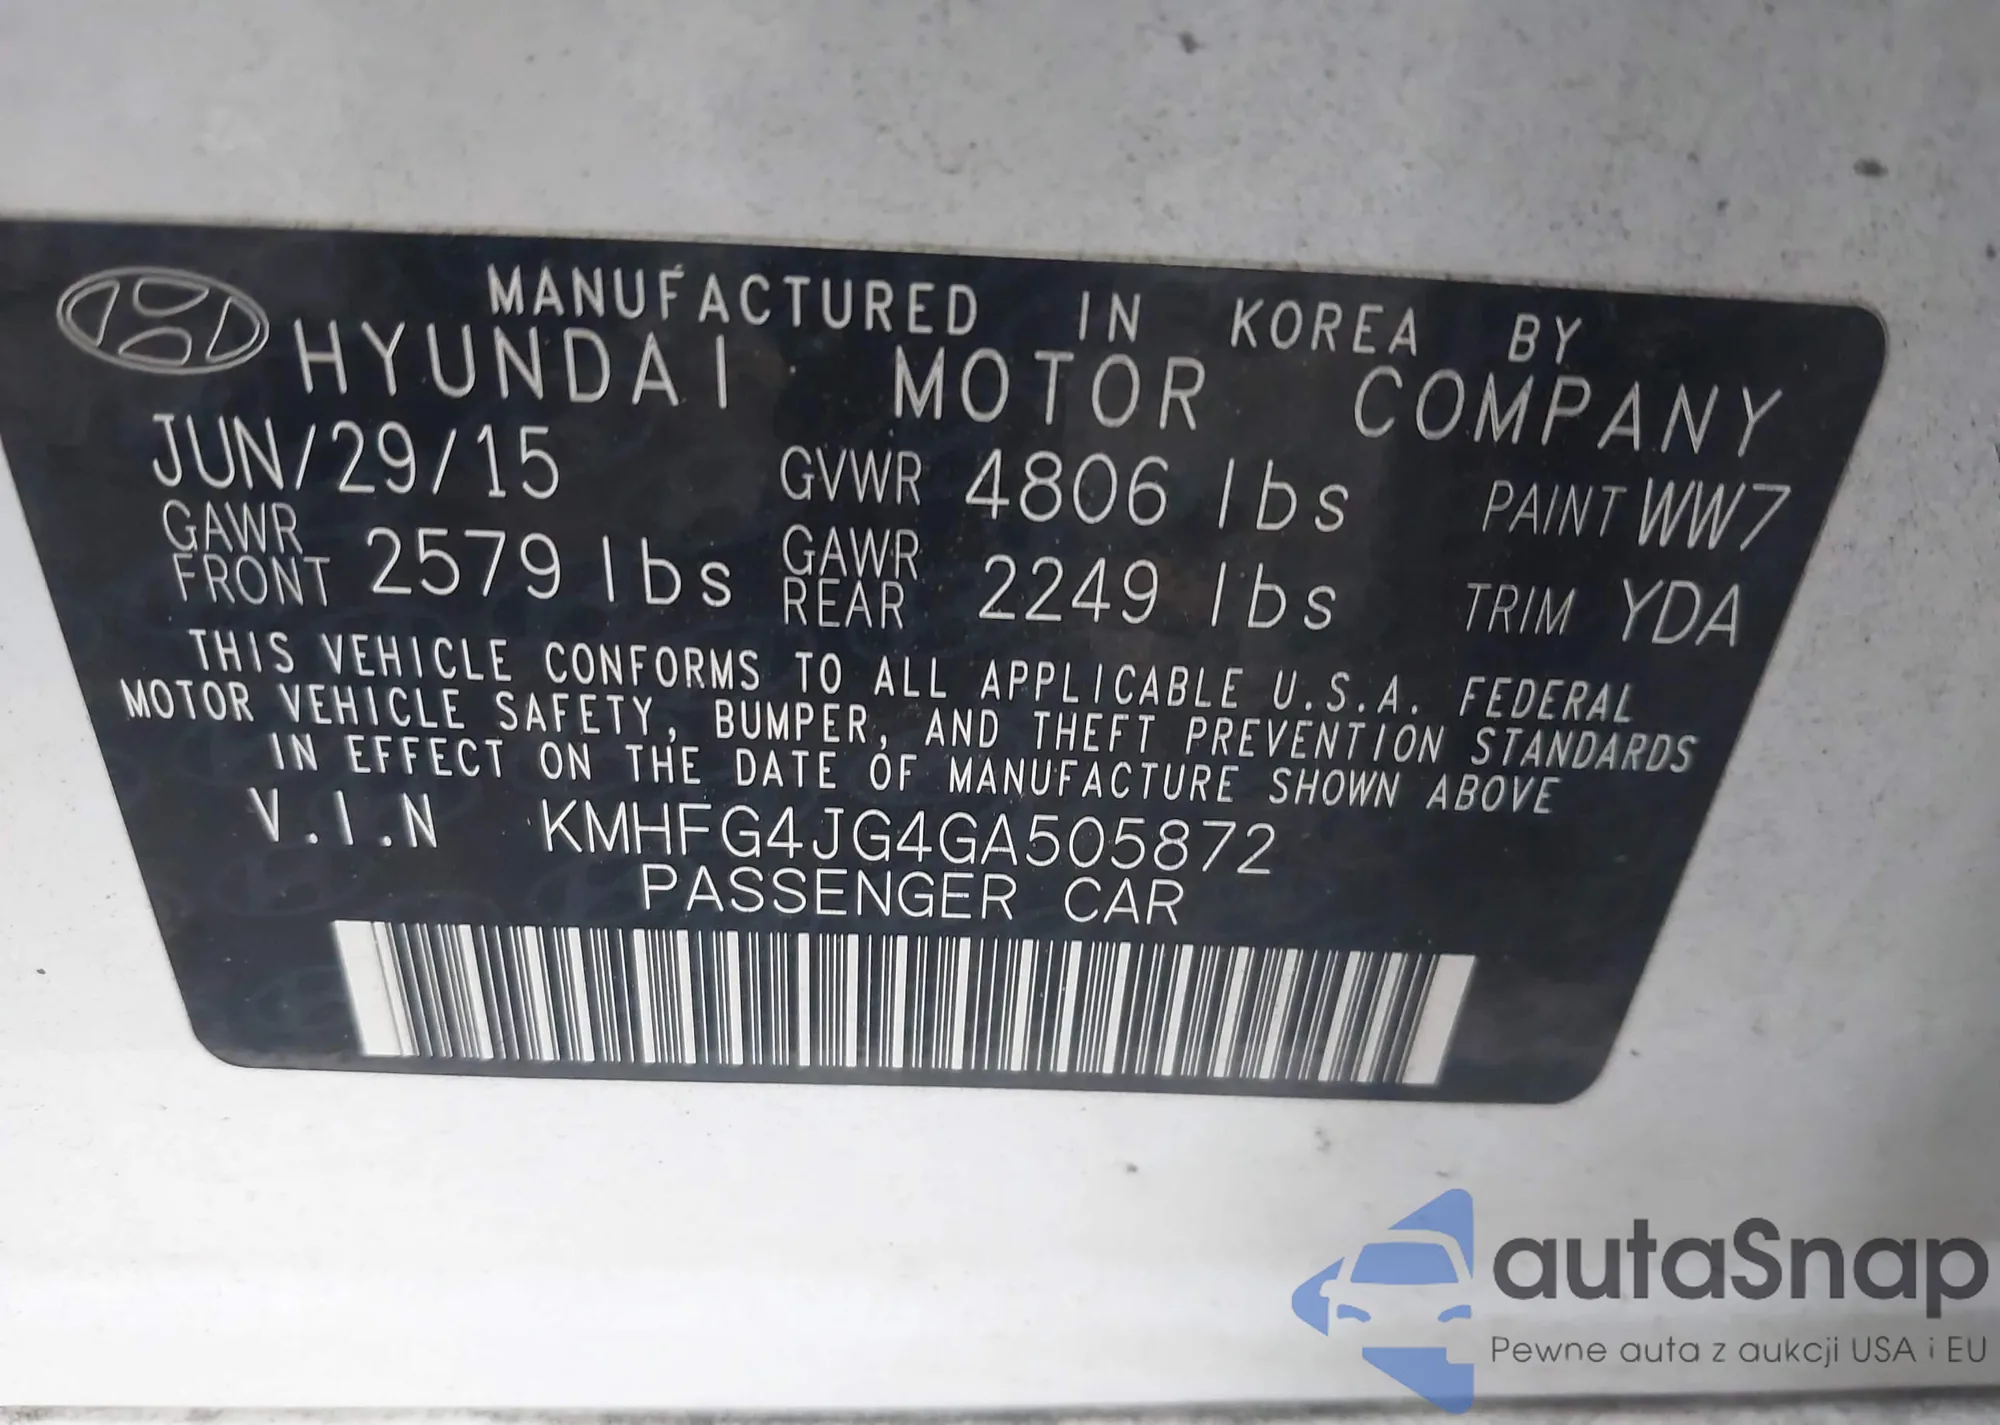 MANUFACTURED IN KOREA BY
HYUNDAI MOTOR COMPANY
JUN/29/15 GVWR 4806 lbs PAINT WW7
GAWR FRONT 2579 lbs GAWR REAR 2249 lbs TRIM YDA
THIS VEHICLE CONFORMS TO ALL APPLICABLE U.S.A. FEDERAL
MOTOR VEHICLE SAFETY, BUMPER, AND THEFT PREVENTION STANDARDS
IN EFFECT ON THE DATE OF MANUFACTURE SHOWN ABOVE
V.I.N KMHFG4JG4GA505872
PASSENGER CAR
autaSnap
Pewne auta z aukcji USA i EU